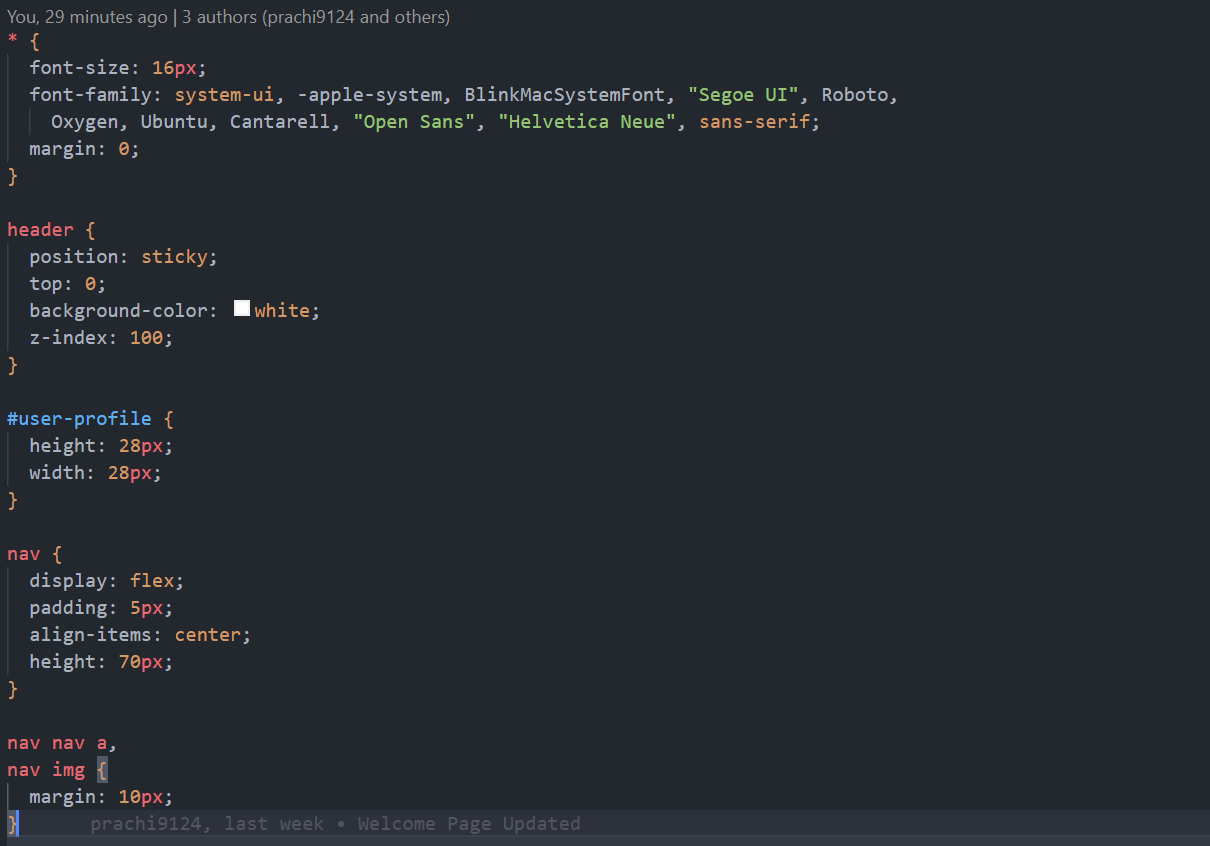 You, 29 minutes ago | 3 authors (prachi9124 and others)
* {
  font-size: 16px;
  font-family: system-ui, -apple-system, BlinkMacSystemFont, "Segoe UI", Roboto,
    Oxygen, Ubuntu, Cantarell, "Open Sans", "Helvetica Neue", sans-serif;
  margin: 0;
}

header {
  position: sticky;
  top: 0;
  background-color: white;
  z-index: 100;
}

#user-profile {
  height: 28px;
  width: 28px;
}

nav {
  display: flex;
  padding: 5px;
  align-items: center;
  height: 70px;
}

nav nav a,
nav img {
  margin: 10px;
}       prachi9124, last week • Welcome Page Updated